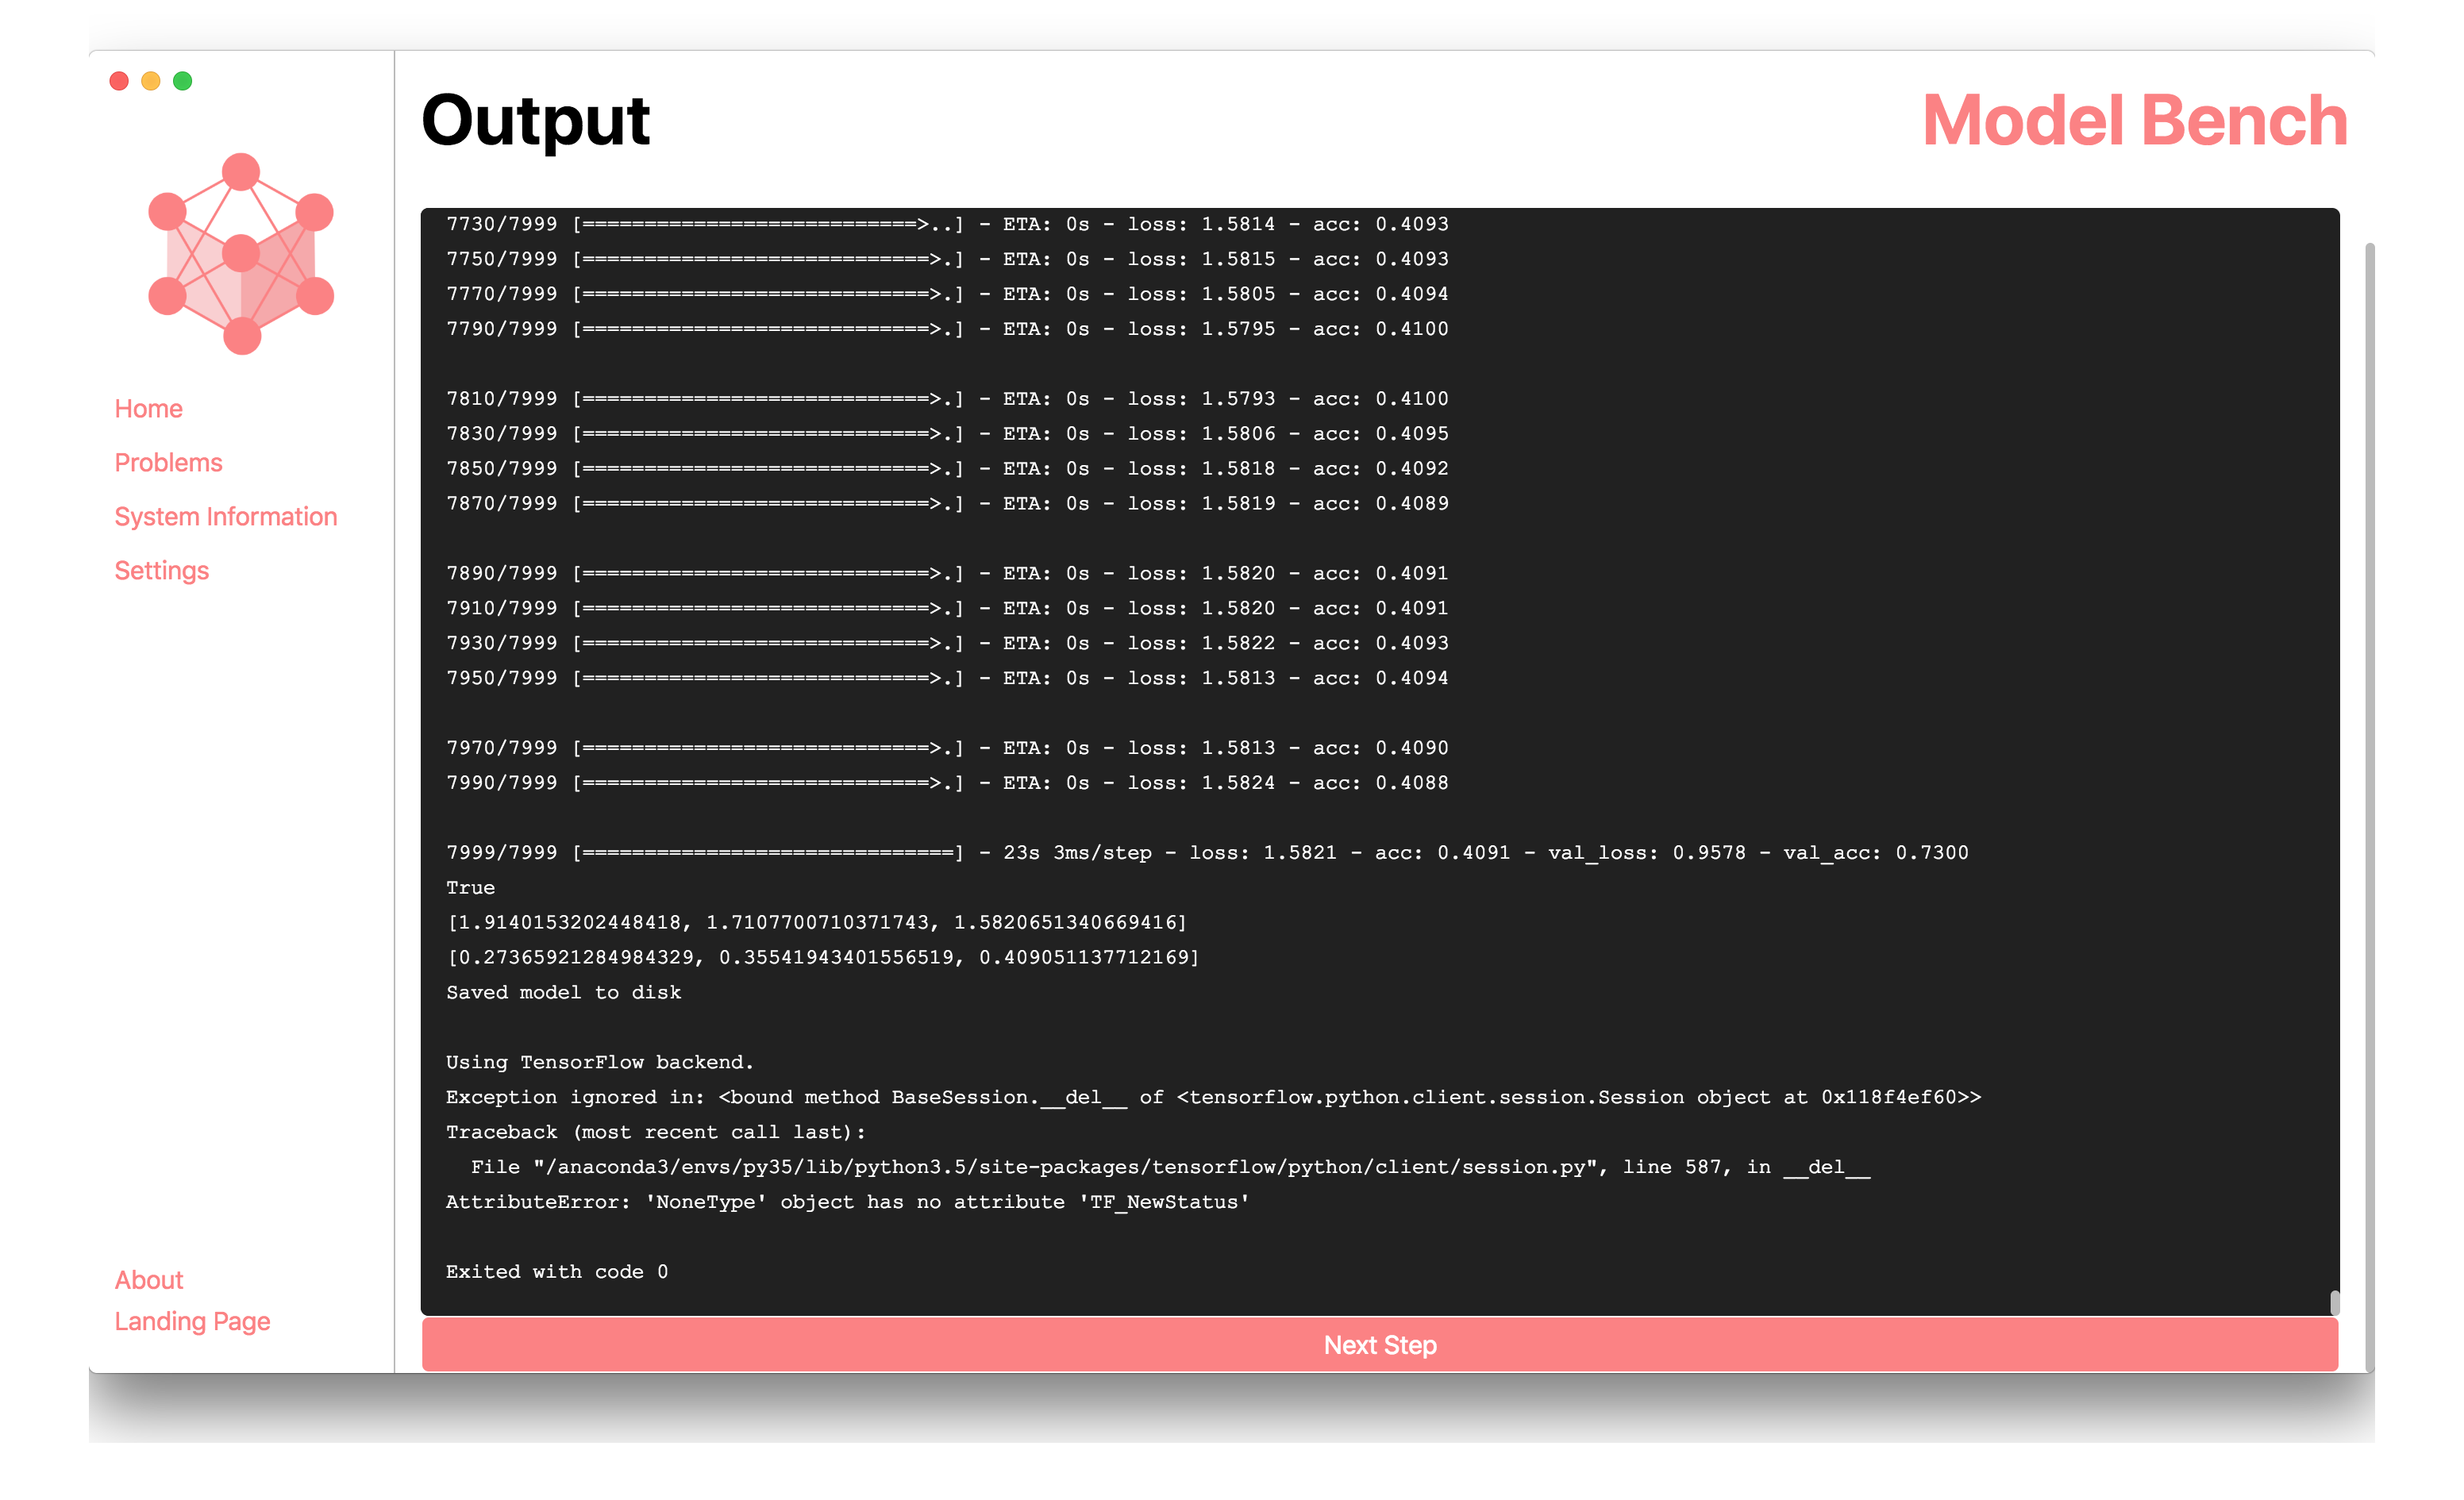 Output
Model Bench
Home
Problems
System Information
Settings
About
Landing Page
7730/7999 [===========================>..] - ETA: 0s - loss: 1.5814 - acc: 0.4093
7750/7999 [============================>.] - ETA: 0s - loss: 1.5815 - acc: 0.4093
7770/7999 [============================>.] - ETA: 0s - loss: 1.5805 - acc: 0.4094
7790/7999 [============================>.] - ETA: 0s - loss: 1.5795 - acc: 0.4100
7810/7999 [============================>.] - ETA: 0s - loss: 1.5793 - acc: 0.4100
7830/7999 [============================>.] - ETA: 0s - loss: 1.5806 - acc: 0.4095
7850/7999 [============================>.] - ETA: 0s - loss: 1.5818 - acc: 0.4092
7870/7999 [============================>.] - ETA: 0s - loss: 1.5819 - acc: 0.4089
7890/7999 [============================>.] - ETA: 0s - loss: 1.5820 - acc: 0.4091
7910/7999 [============================>.] - ETA: 0s - loss: 1.5820 - acc: 0.4091
7930/7999 [============================>.] - ETA: 0s - loss: 1.5822 - acc: 0.4093
7950/7999 [============================>.] - ETA: 0s - loss: 1.5813 - acc: 0.4094
7970/7999 [============================>.] - ETA: 0s - loss: 1.5813 - acc: 0.4090
7990/7999 [============================>.] - ETA: 0s - loss: 1.5824 - acc: 0.4088
7999/7999 [==============================] - 23s 3ms/step - loss: 1.5821 - acc: 0.4091 - val_loss: 0.9578 - val_acc: 0.7300
True
[1.9140153202448418, 1.7107700710371743, 1.5820651340669416]
[0.27365921284984329, 0.35541943401556519, 0.409051137712169]
Saved model to disk
Using TensorFlow backend.
Exception ignored in: <bound method BaseSession.__del__ of <tensorflow.python.client.session.Session object at 0x118f4ef60>>
Traceback (most recent call last):
  File "/anaconda3/envs/py35/lib/python3.5/site-packages/tensorflow/python/client/session.py", line 587, in __del__
AttributeError: 'NoneType' object has no attribute 'TF_NewStatus'
Exited with code 0
Next Step